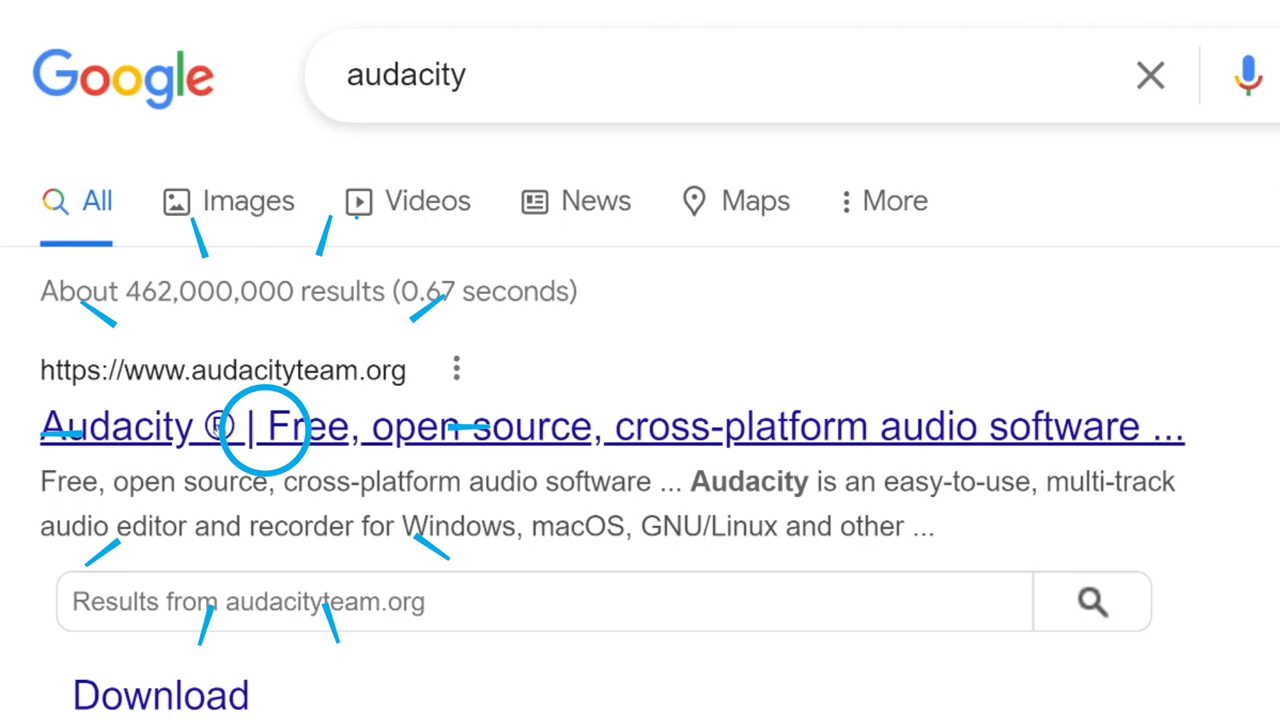 Google
audacity
All Images Videos News Maps More
About 462,000,000 results (0.67 seconds)
https://www.audacityteam.org
Audacity ® | Free, open source, cross-platform audio software ...
Free, open source, cross-platform audio software ... Audacity is an easy-to-use, multi-track
audio editor and recorder for Windows, macOS, GNU/Linux and other ...
Results from audacityteam.org
Download